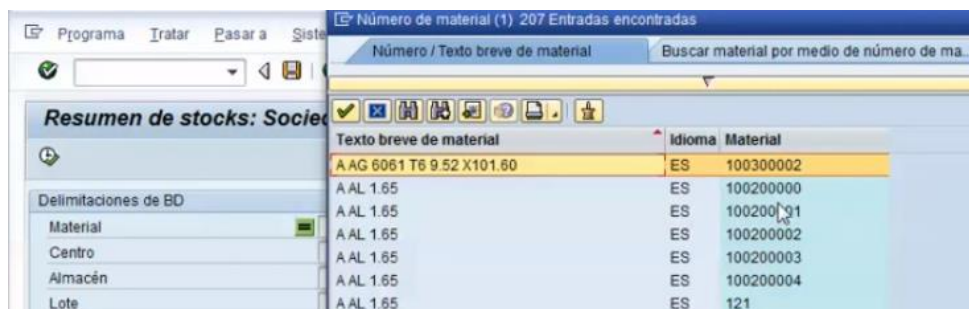 Programa Tratar Pasar a Siste
Resumen de stocks: Socied
Delimitaciones de BD
Material
Centro
Almacén
Lote
Número de material (1) 207 Entradas encontradas
Número / Texto breve de material
Buscar material por medio de número de ma...
Texto breve de material Idioma Material
A AG 6061 T6 9.52 X101.60 ES 100300002
A AL 1.65 ES 100200000
A AL 1.65 ES 100200001
A AL 1.65 ES 100200002
A AL 1.65 ES 100200003
A AL 1.65 ES 100200004
A AL 1.65 ES 121